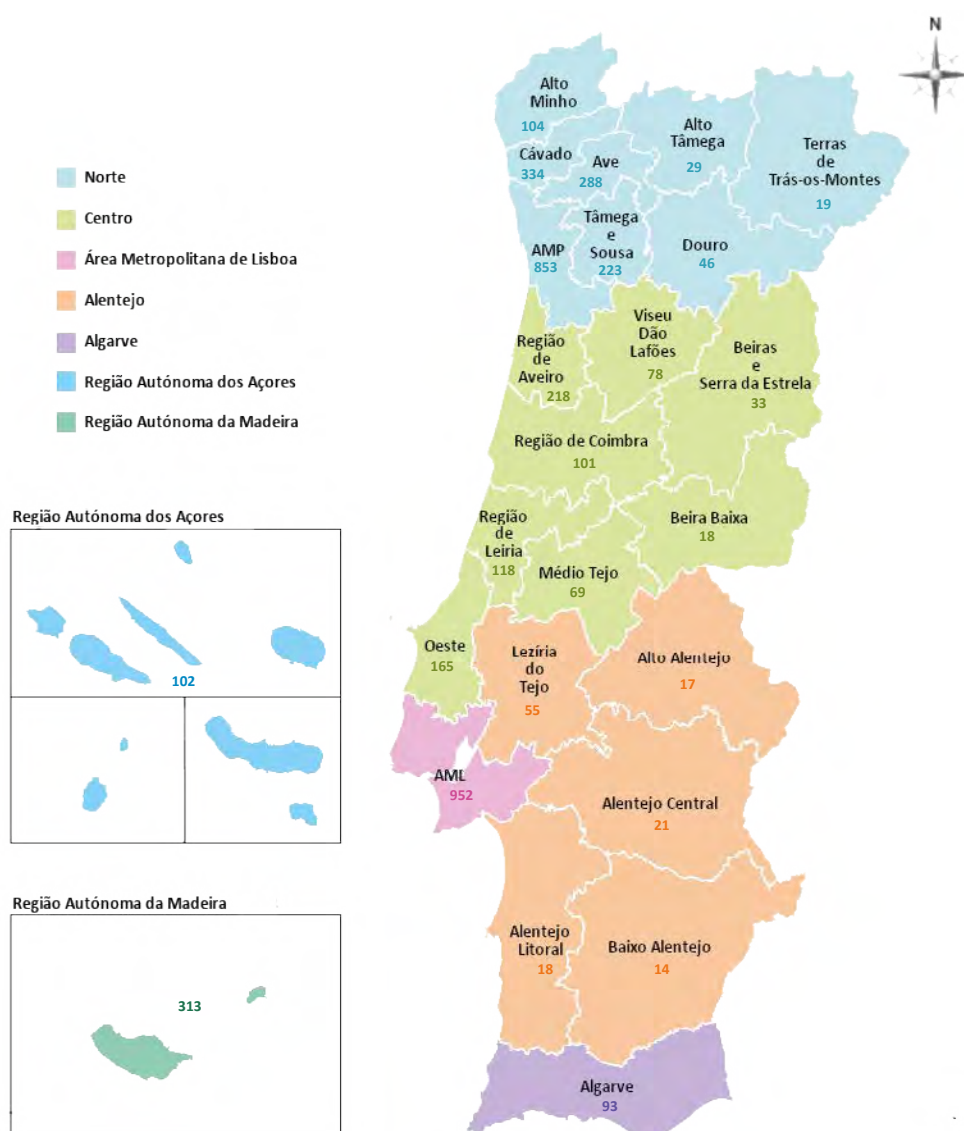 N
Norte
Centro
Área Metropolitana de Lisboa
Alentejo
Algarve
Região Autónoma dos Açores
Região Autónoma da Madeira
Alto
Minho
104
Cávado
334
Ave
288
Alto
Tâmega
29
Terras
de
Trás-os-Montes
19
AMP
853
Tâmega
e
Sousa
223
Douro
46
Região
de
Aveiro
218
Viseu
Dão
Lafões
78
Beiras
e
Serra da Estrela
33
Região de Coimbra
101
Região
de
Leiria
118
Médio Tejo
69
Beira Baixa
18
Oeste
165
Lezíria
do
Tejo
55
Alto Alentejo
17
AML
952
Alentejo Central
21
Alentejo
Litoral
18
Baixo Alentejo
14
Algarve
93
Região Autónoma dos Açores
102
Região Autónoma da Madeira
313